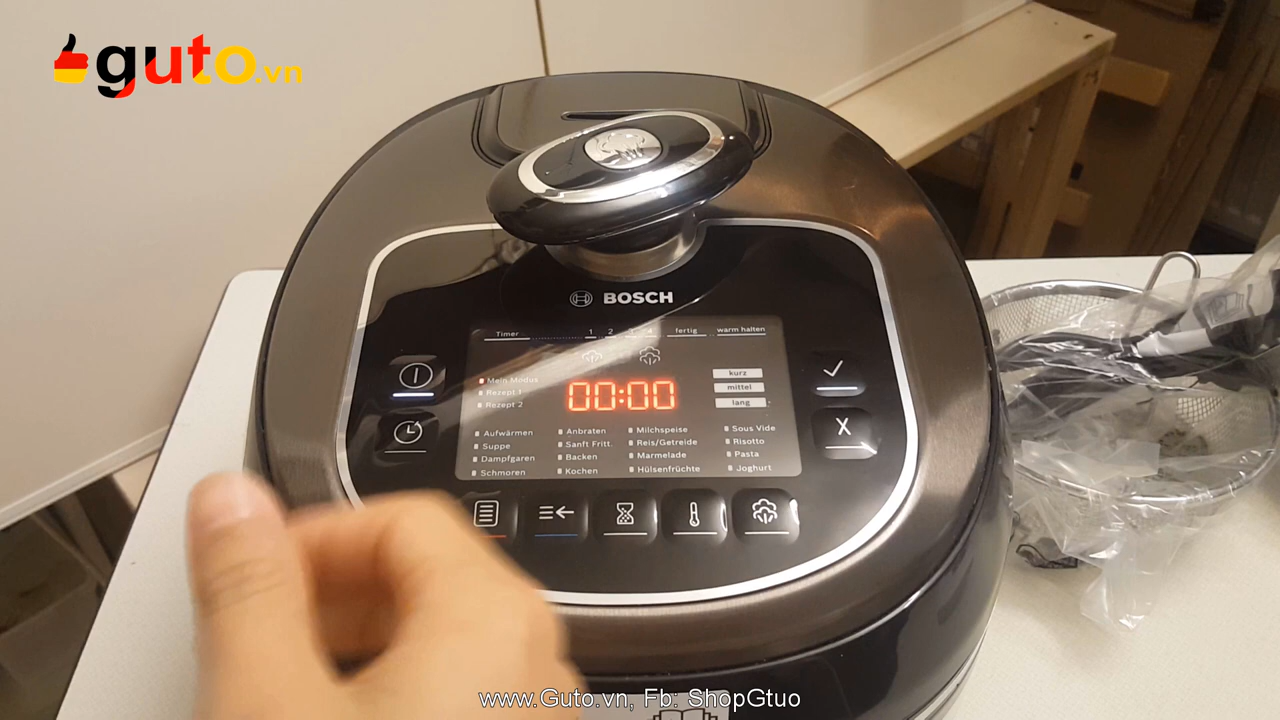 guto.vn
BOSCH
Timer 1 2 3 4 fertig warm halten
Mein Modus
Rezept 1
Rezept 2
00:00
kurz
mittel
lang
Aufwärmen
Suppe
Dampfgaren
Schmoren
Anbraten
Sanft Fritt.
Backen
Kochen
Milchspeise
Reis/Getreide
Marmelade
Hülsenfrüchte
Sous Vide
Risotto
Pasta
Joghurt
www.Guto.vn, Fb: ShopGtuo